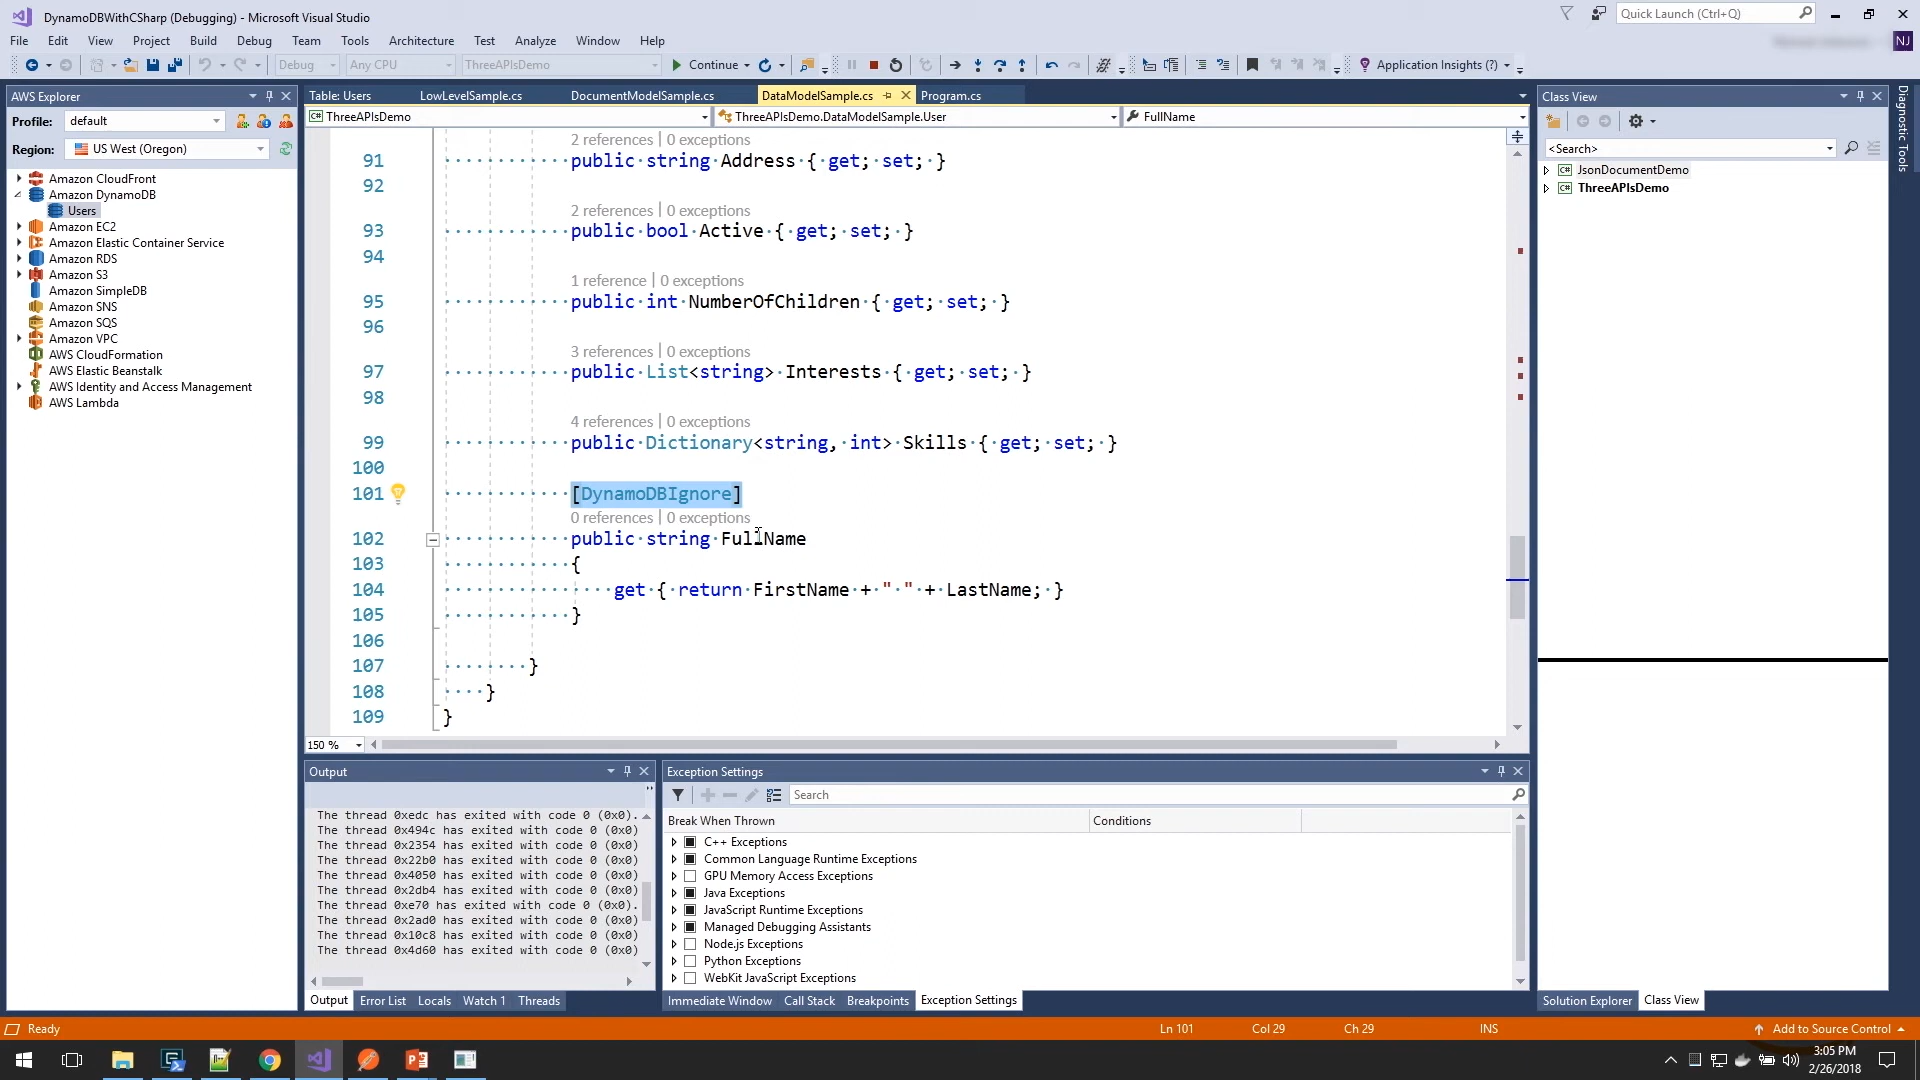 DynamoDBWithCSharp (Debugging) - Microsoft Visual Studio
Quick Launch (Ctrl+Q)
File Edit View Project Build Debug Team Tools Architecture Test Analyze Window Help
NJ
Debug Any CPU ThreeAPIsDemo Continue Application Insights (?)
AWS Explorer
Profile: default
Region: US West (Oregon)
Amazon CloudFront
Amazon DynamoDB
Users
Amazon EC2
Amazon Elastic Container Service
Amazon RDS
Amazon S3
Amazon SimpleDB
Amazon SNS
Amazon SQS
Amazon VPC
AWS CloudFormation
AWS Elastic Beanstalk
AWS Identity and Access Management
AWS Lambda
Table: Users LowLevelSample.cs DocumentModelSample.cs DataModelSample.cs Program.cs
ThreeAPIsDemo ThreeAPIsDemo.DataModelSample.User FullName
2 references | 0 exceptions
91 public string Address { get; set; }
92
2 references | 0 exceptions
93 public bool Active { get; set; }
94
1 reference | 0 exceptions
95 public int NumberOfChildren { get; set; }
96
3 references | 0 exceptions
97 public List<string> Interests { get; set; }
98
4 references | 0 exceptions
99 public Dictionary<string, int> Skills { get; set; }
100
101 [DynamoDBIgnore]
0 references | 0 exceptions
102 public string FullName
103 {
104 get { return FirstName + " " + LastName; }
105 }
106
107 }
108 }
109 }
150 %
Output
The thread 0xedc has exited with code 0 (0x0).
The thread 0x494c has exited with code 0 (0x0)
The thread 0x2354 has exited with code 0 (0x0)
The thread 0x22b0 has exited with code 0 (0x0)
The thread 0x4050 has exited with code 0 (0x0)
The thread 0x2db4 has exited with code 0 (0x0)
The thread 0xe70 has exited with code 0 (0x0).
The thread 0x2ad0 has exited with code 0 (0x0)
The thread 0x10c8 has exited with code 0 (0x0)
The thread 0x4d60 has exited with code 0 (0x0)
Output Error List Locals Watch 1 Threads
Exception Settings
Search
Break When Thrown Conditions
C++ Exceptions
Common Language Runtime Exceptions
GPU Memory Access Exceptions
Java Exceptions
JavaScript Runtime Exceptions
Managed Debugging Assistants
Node.js Exceptions
Python Exceptions
WebKit JavaScript Exceptions
Immediate Window Call Stack Breakpoints Exception Settings
Class View
<Search>
JsonDocumentDemo
ThreeAPIsDemo
Solution Explorer Class View
Diagnostic Tools
Ready Ln 101 Col 29 Ch 29 INS Add to Source Control
3:05 PM
2/26/2018